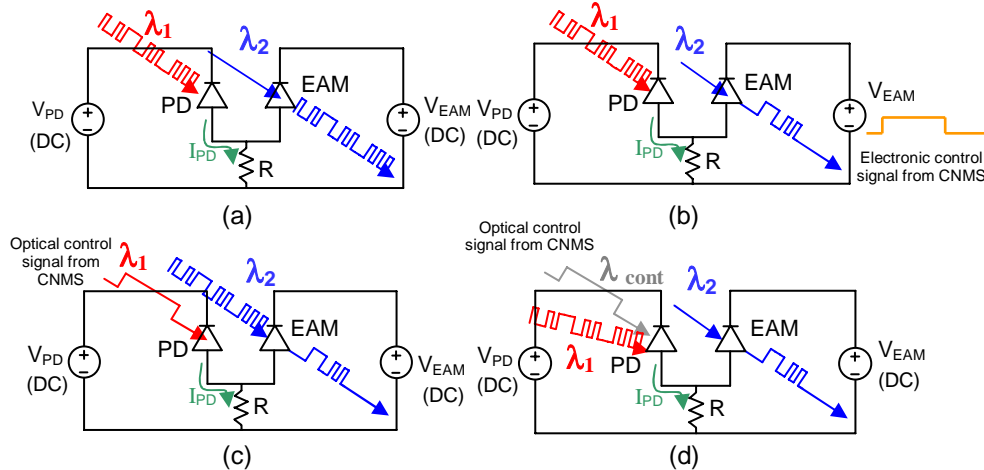 λ1
λ2
VPD
(DC)
PD
EAM
VEAM
(DC)
IPD
R
(a)
λ1
λ2
VPD
(DC)
PD
EAM
VEAM
IPD
R
Electronic control
signal from CNMS
(b)
Optical control
signal from
CNMS
λ1
λ2
VPD
(DC)
PD
EAM
VEAM
(DC)
IPD
R
(c)
Optical control
signal from CNMS
λ cont
λ2
VPD
(DC)
λ1
PD
EAM
VEAM
(DC)
IPD
R
(d)